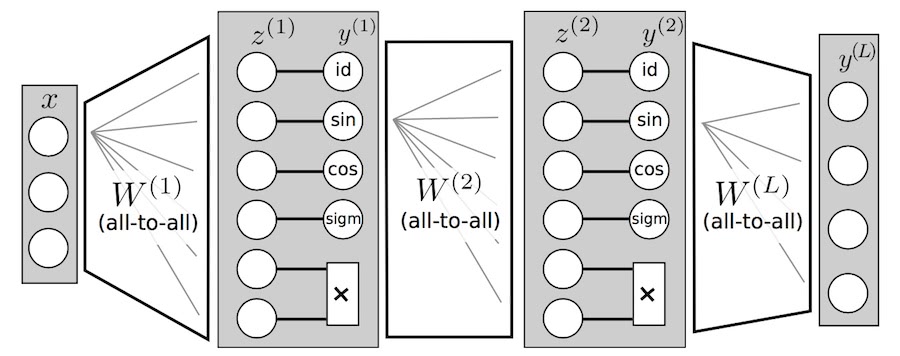 x
W^{(1)}
(all-to-all)
z^{(1)} y^{(1)}
id
sin
cos
sigm
×
W^{(2)}
(all-to-all)
z^{(2)} y^{(2)}
id
sin
cos
sigm
×
W^{(L)}
(all-to-all)
y^{(L)}